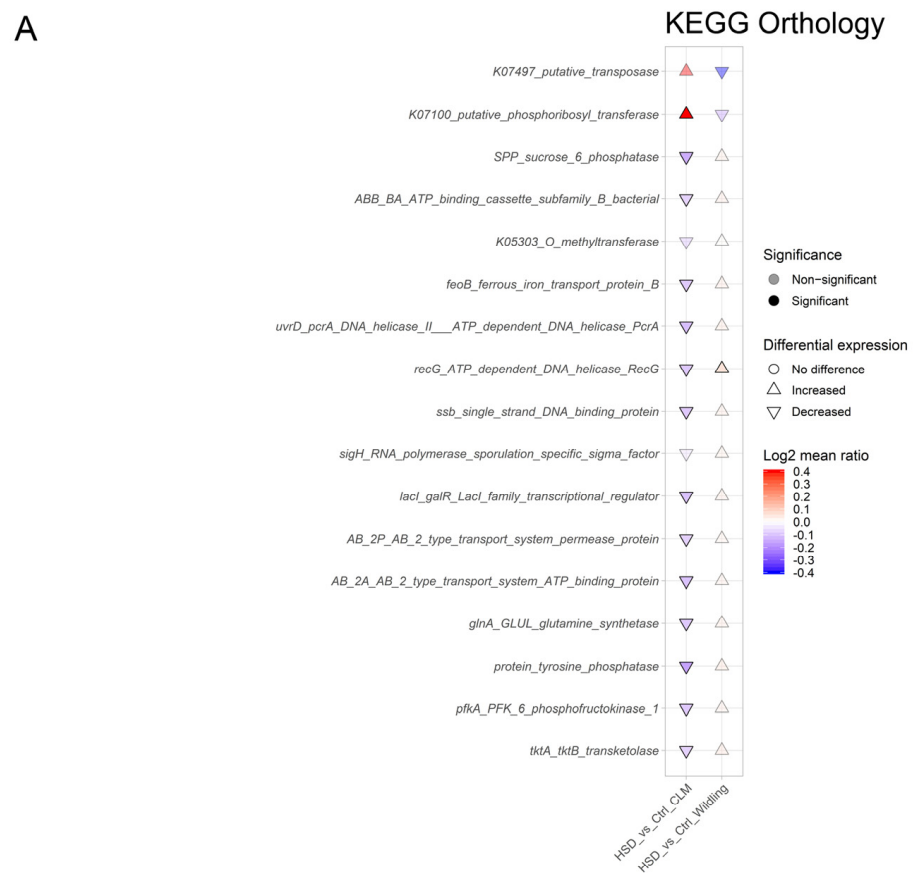 A
KEGG Orthology
K07497_putative_transposase
K07100_putative_phosphoribosyl_transferase
SPP_sucrose_6_phosphatase
ABB_BA_ATP_binding_cassette_subfamily_B_bacterial
K05303_O_methyltransferase
feoB_ferrous_iron_transport_protein_B
uvrD_pcrA_DNA_helicase_II___ATP_dependent_DNA_helicase_PcrA
recG_ATP_dependent_DNA_helicase_RecG
ssb_single_strand_DNA_binding_protein
sigH_RNA_polymerase_sporulation_specific_sigma_factor
lacI_galR_LacI_family_transcriptional_regulator
AB_2P_AB_2_type_transport_system_permease_protein
AB_2A_AB_2_type_transport_system_ATP_binding_protein
glnA_GLUL_glutamine_synthetase
protein_tyrosine_phosphatase
pfkA_PFK_6_phosphofructokinase_1
tktA_tktB_transketolase
HSD_vs_Ctrl_CLM
HSD_vs_Ctrl_Wildling
Significance
Non−significant
Significant
Differential expression
No difference
Increased
Decreased
Log2 mean ratio
0.4
0.3
0.2
0.1
0.0
-0.1
-0.2
-0.3
-0.4